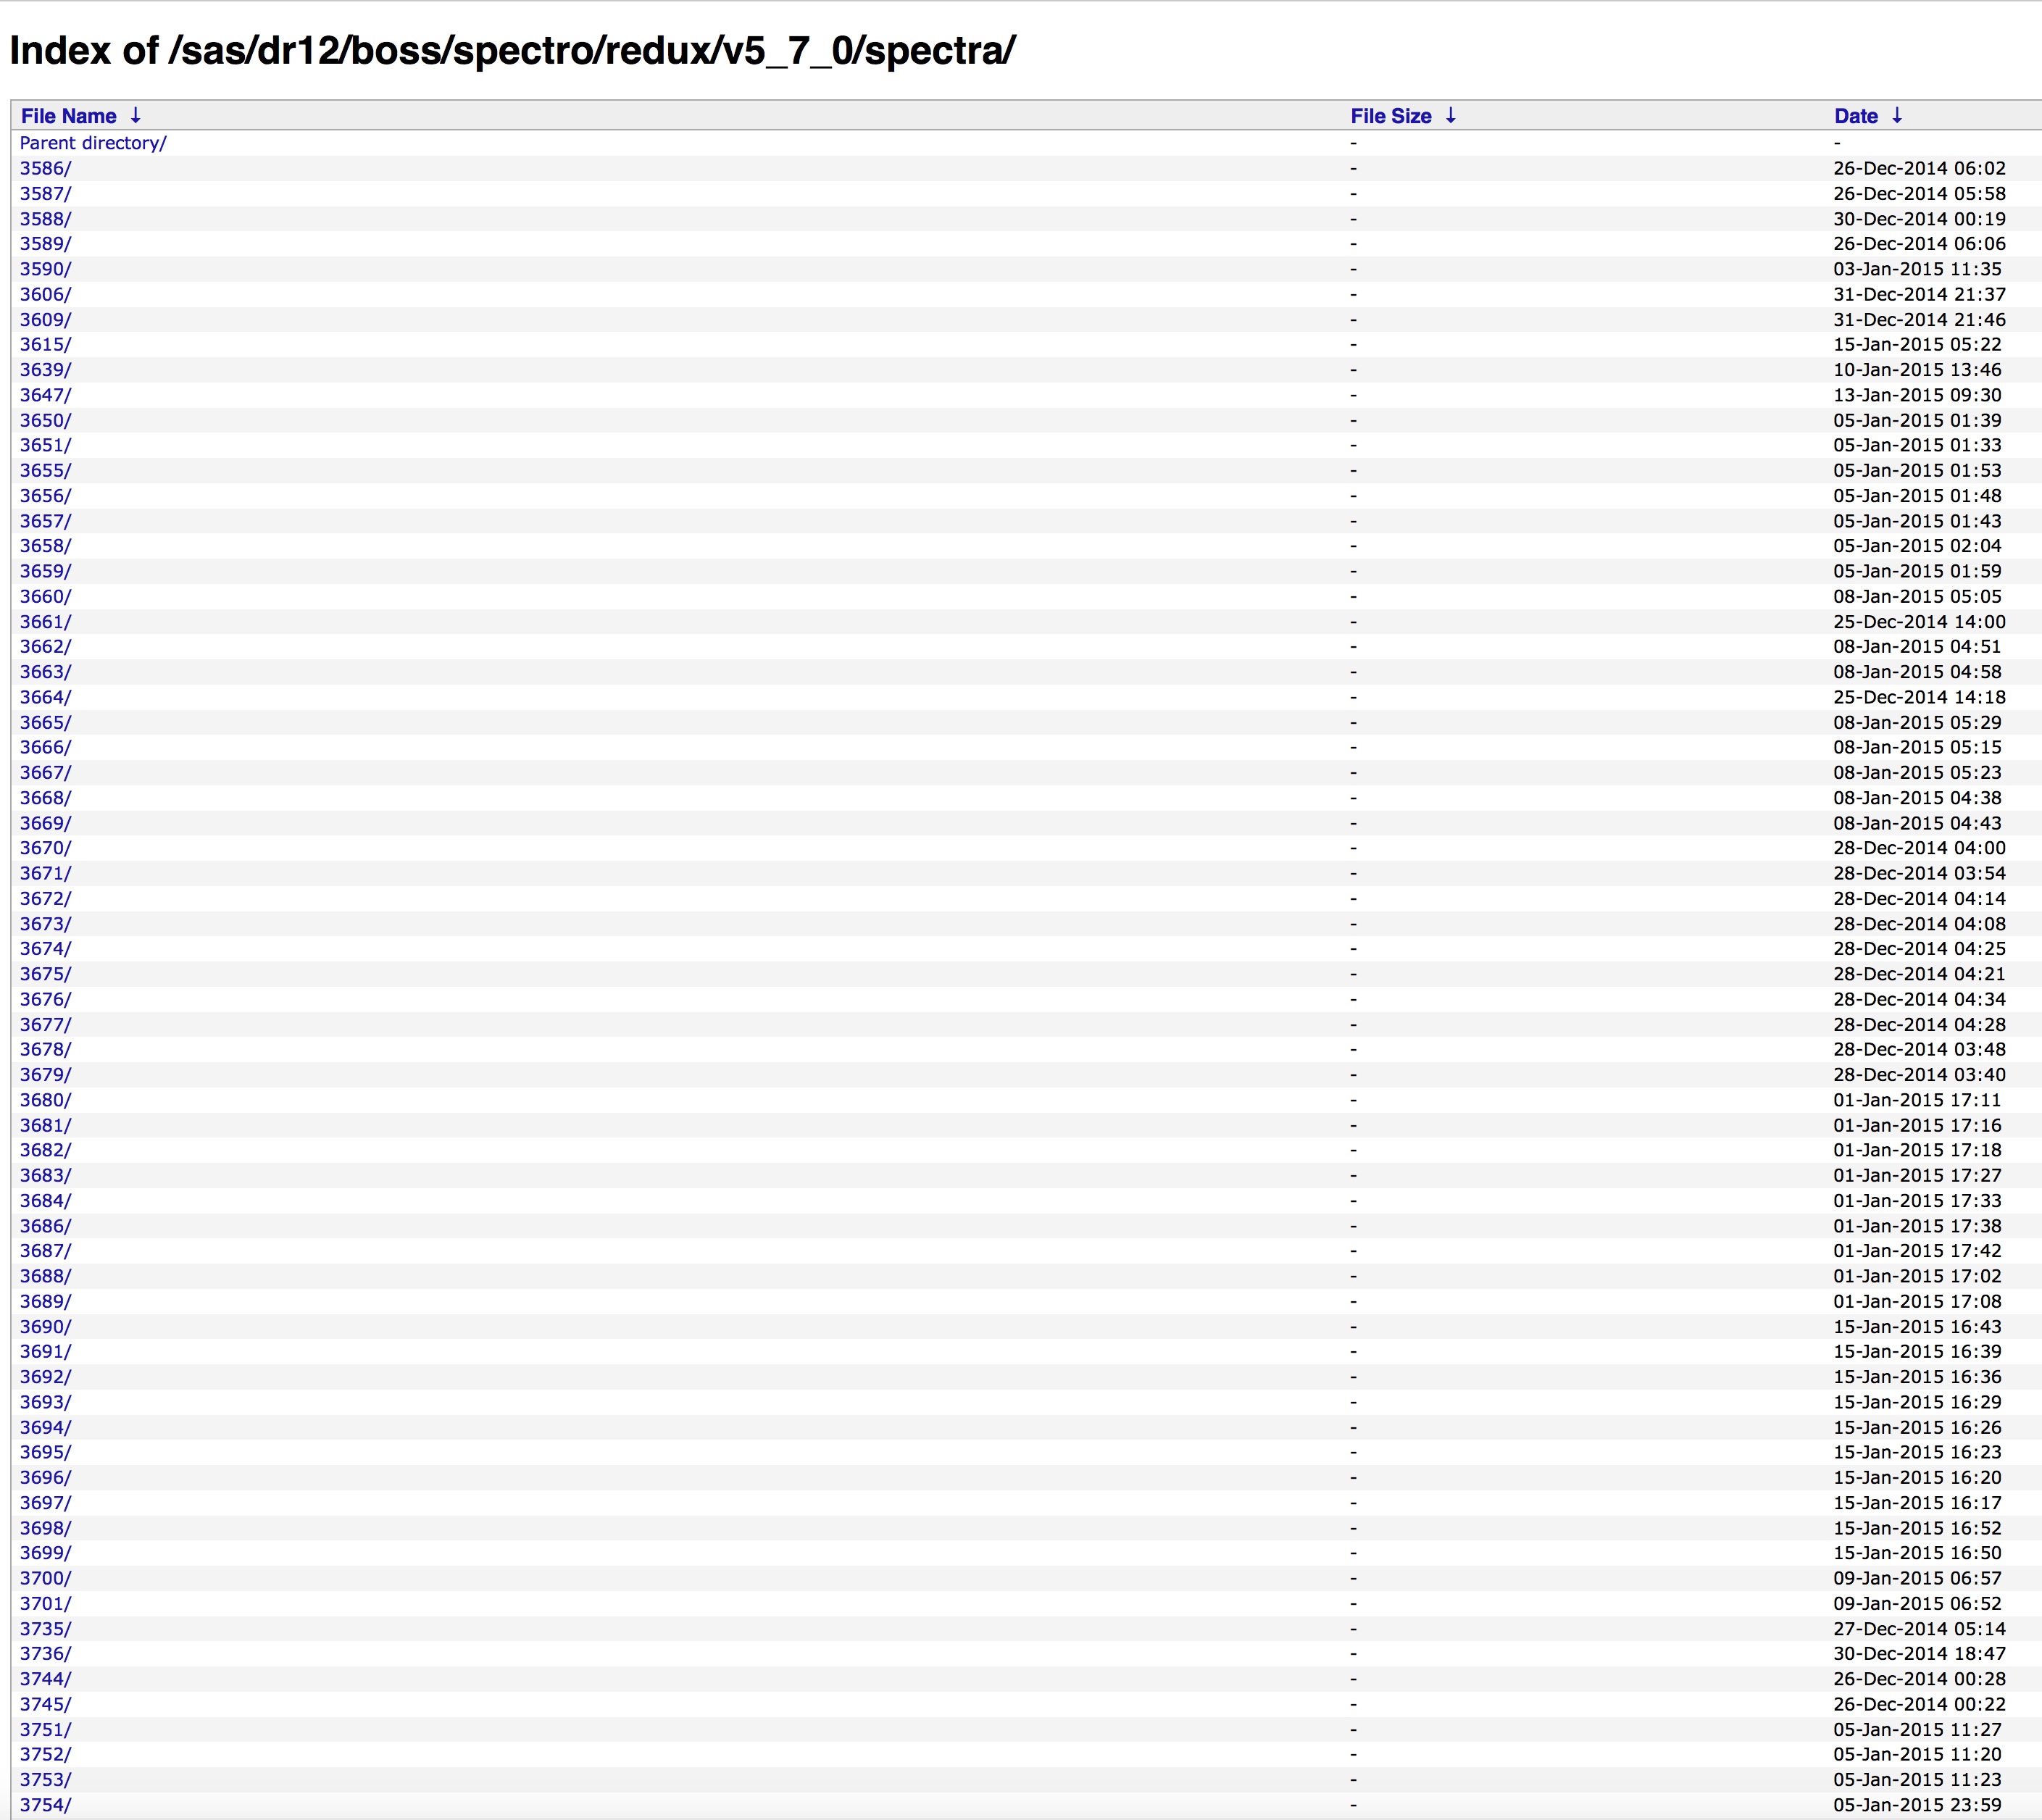 Index of /sas/dr12/boss/spectro/redux/v5_7_0/spectra/
File Name ↓ File Size ↓ Date ↓
Parent directory/ - -
3586/ - 26-Dec-2014 06:02
3587/ - 26-Dec-2014 05:58
3588/ - 30-Dec-2014 00:19
3589/ - 26-Dec-2014 06:06
3590/ - 03-Jan-2015 11:35
3606/ - 31-Dec-2014 21:37
3609/ - 31-Dec-2014 21:46
3615/ - 15-Jan-2015 05:22
3639/ - 10-Jan-2015 13:46
3647/ - 13-Jan-2015 09:30
3650/ - 05-Jan-2015 01:39
3651/ - 05-Jan-2015 01:33
3655/ - 05-Jan-2015 01:53
3656/ - 05-Jan-2015 01:48
3657/ - 05-Jan-2015 01:43
3658/ - 05-Jan-2015 02:04
3659/ - 05-Jan-2015 01:59
3660/ - 08-Jan-2015 05:05
3661/ - 25-Dec-2014 14:00
3662/ - 08-Jan-2015 04:51
3663/ - 08-Jan-2015 04:58
3664/ - 25-Dec-2014 14:18
3665/ - 08-Jan-2015 05:29
3666/ - 08-Jan-2015 05:15
3667/ - 08-Jan-2015 05:23
3668/ - 08-Jan-2015 04:38
3669/ - 08-Jan-2015 04:43
3670/ - 28-Dec-2014 04:00
3671/ - 28-Dec-2014 03:54
3672/ - 28-Dec-2014 04:14
3673/ - 28-Dec-2014 04:08
3674/ - 28-Dec-2014 04:25
3675/ - 28-Dec-2014 04:21
3676/ - 28-Dec-2014 04:34
3677/ - 28-Dec-2014 04:28
3678/ - 28-Dec-2014 03:48
3679/ - 28-Dec-2014 03:40
3680/ - 01-Jan-2015 17:11
3681/ - 01-Jan-2015 17:16
3682/ - 01-Jan-2015 17:18
3683/ - 01-Jan-2015 17:27
3684/ - 01-Jan-2015 17:33
3686/ - 01-Jan-2015 17:38
3687/ - 01-Jan-2015 17:42
3688/ - 01-Jan-2015 17:02
3689/ - 01-Jan-2015 17:08
3690/ - 15-Jan-2015 16:43
3691/ - 15-Jan-2015 16:39
3692/ - 15-Jan-2015 16:36
3693/ - 15-Jan-2015 16:29
3694/ - 15-Jan-2015 16:26
3695/ - 15-Jan-2015 16:23
3696/ - 15-Jan-2015 16:20
3697/ - 15-Jan-2015 16:17
3698/ - 15-Jan-2015 16:52
3699/ - 15-Jan-2015 16:50
3700/ - 09-Jan-2015 06:57
3701/ - 09-Jan-2015 06:52
3735/ - 27-Dec-2014 05:14
3736/ - 30-Dec-2014 18:47
3744/ - 26-Dec-2014 00:28
3745/ - 26-Dec-2014 00:22
3751/ - 05-Jan-2015 11:27
3752/ - 05-Jan-2015 11:20
3753/ - 05-Jan-2015 11:23
3754/ - 05-Jan-2015 23:59